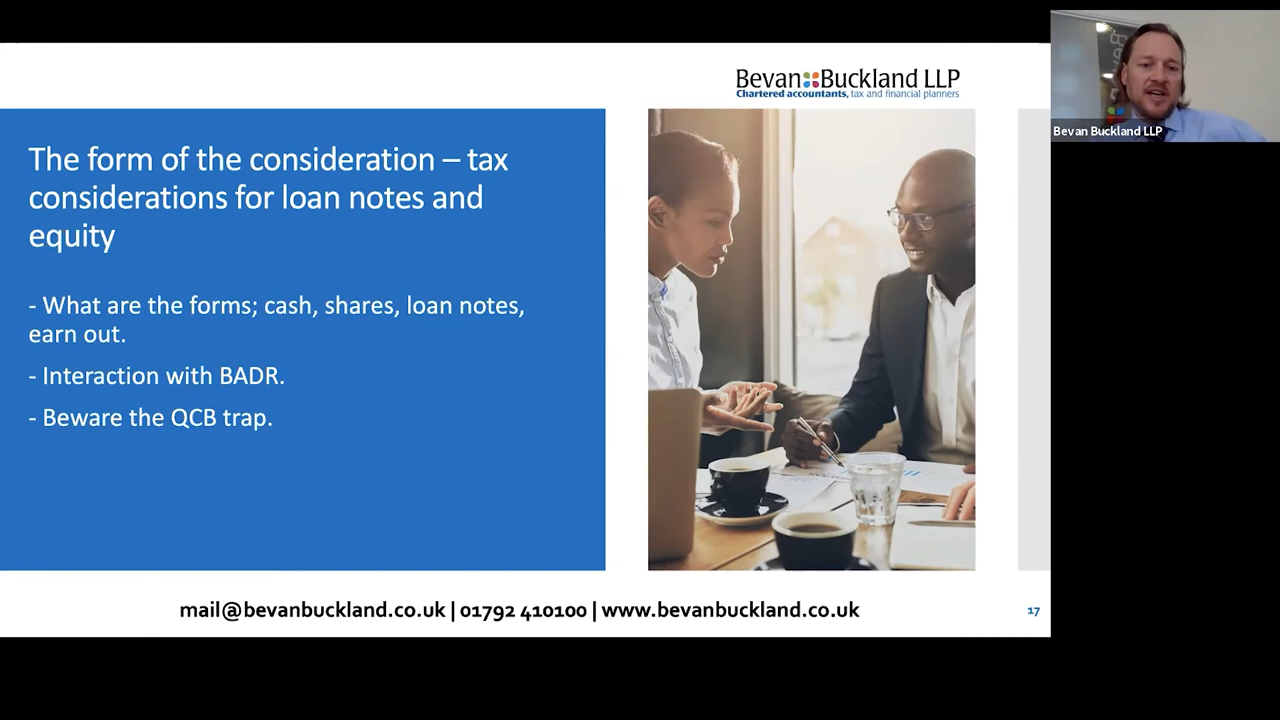 Bevan Buckland LLP
Chartered accountants, tax and financial planners
Bevan Buckland LLP
The form of the consideration – tax
considerations for loan notes and
equity
- What are the forms; cash, shares, loan notes,
earn out.
- Interaction with BADR.
- Beware the QCB trap.
mail@bevanbuckland.co.uk | 01792 410100 | www.bevanbuckland.co.uk
17